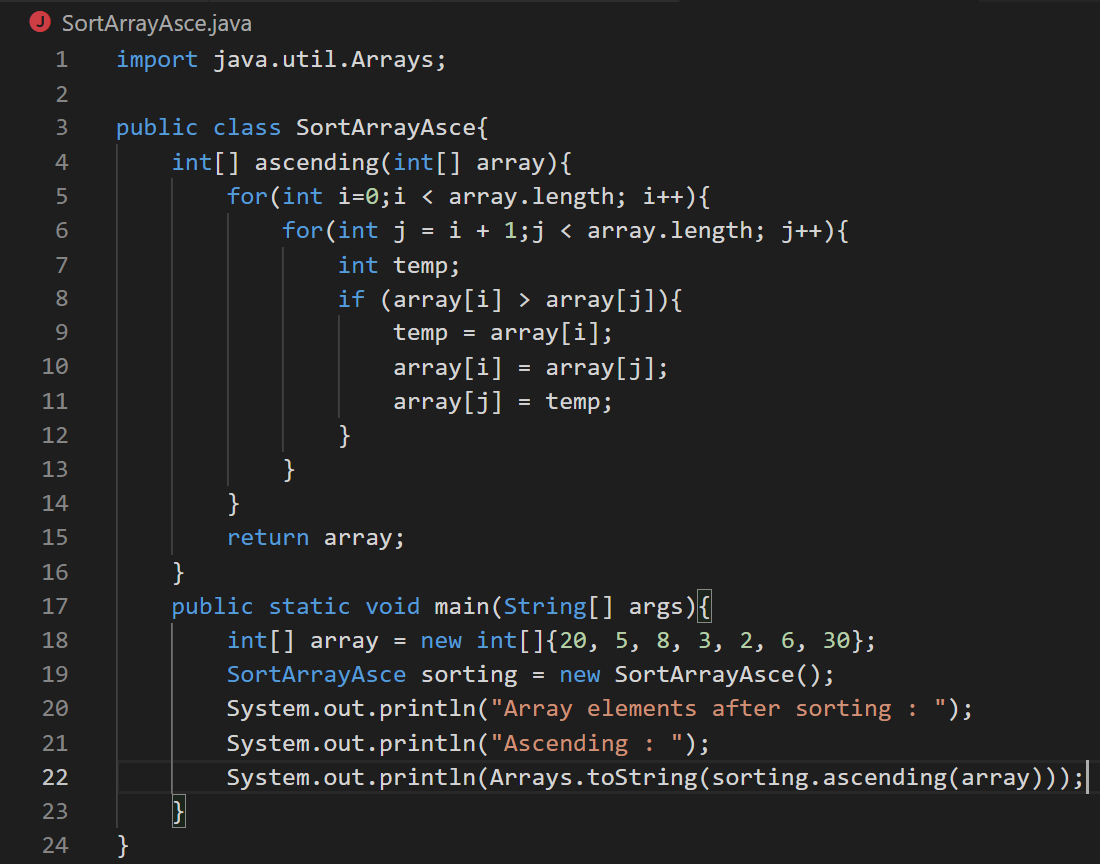 J SortArrayAsce.java
1 import java.util.Arrays;
2
3 public class SortArrayAsce{
4 int[] ascending(int[] array){
5 for(int i=0;i < array.length; i++){
6 for(int j = i + 1;j < array.length; j++){
7 int temp;
8 if (array[i] > array[j]){
9 temp = array[i];
10 array[i] = array[j];
11 array[j] = temp;
12 }
13 }
14 }
15 return array;
16 }
17 public static void main(String[] args){
18 int[] array = new int[]{20, 5, 8, 3, 2, 6, 30};
19 SortArrayAsce sorting = new SortArrayAsce();
20 System.out.println("Array elements after sorting : ");
21 System.out.println("Ascending : ");
22 System.out.println(Arrays.toString(sorting.ascending(array)));
23 }
24 }